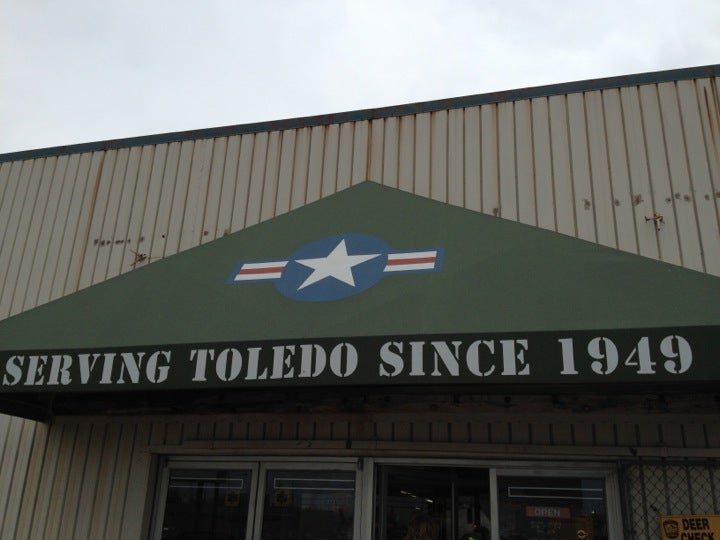 SERVING TOLEDO SINCE 1949
OPEN
DEER
CHECK